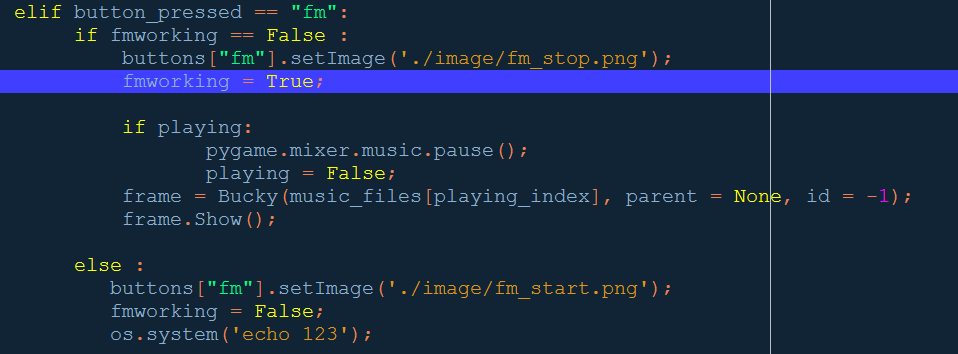 elif button_pressed == "fm":
if fmworking == False :
buttons["fm"].setImage('./image/fm_stop.png');
fmworking = True;
if playing:
pygame.mixer.music.pause();
playing = False;
frame = Bucky(music_files[playing_index], parent = None, id = -1);
frame.Show();
else :
buttons["fm"].setImage('./image/fm_start.png');
fmworking = False;
os.system('echo 123');